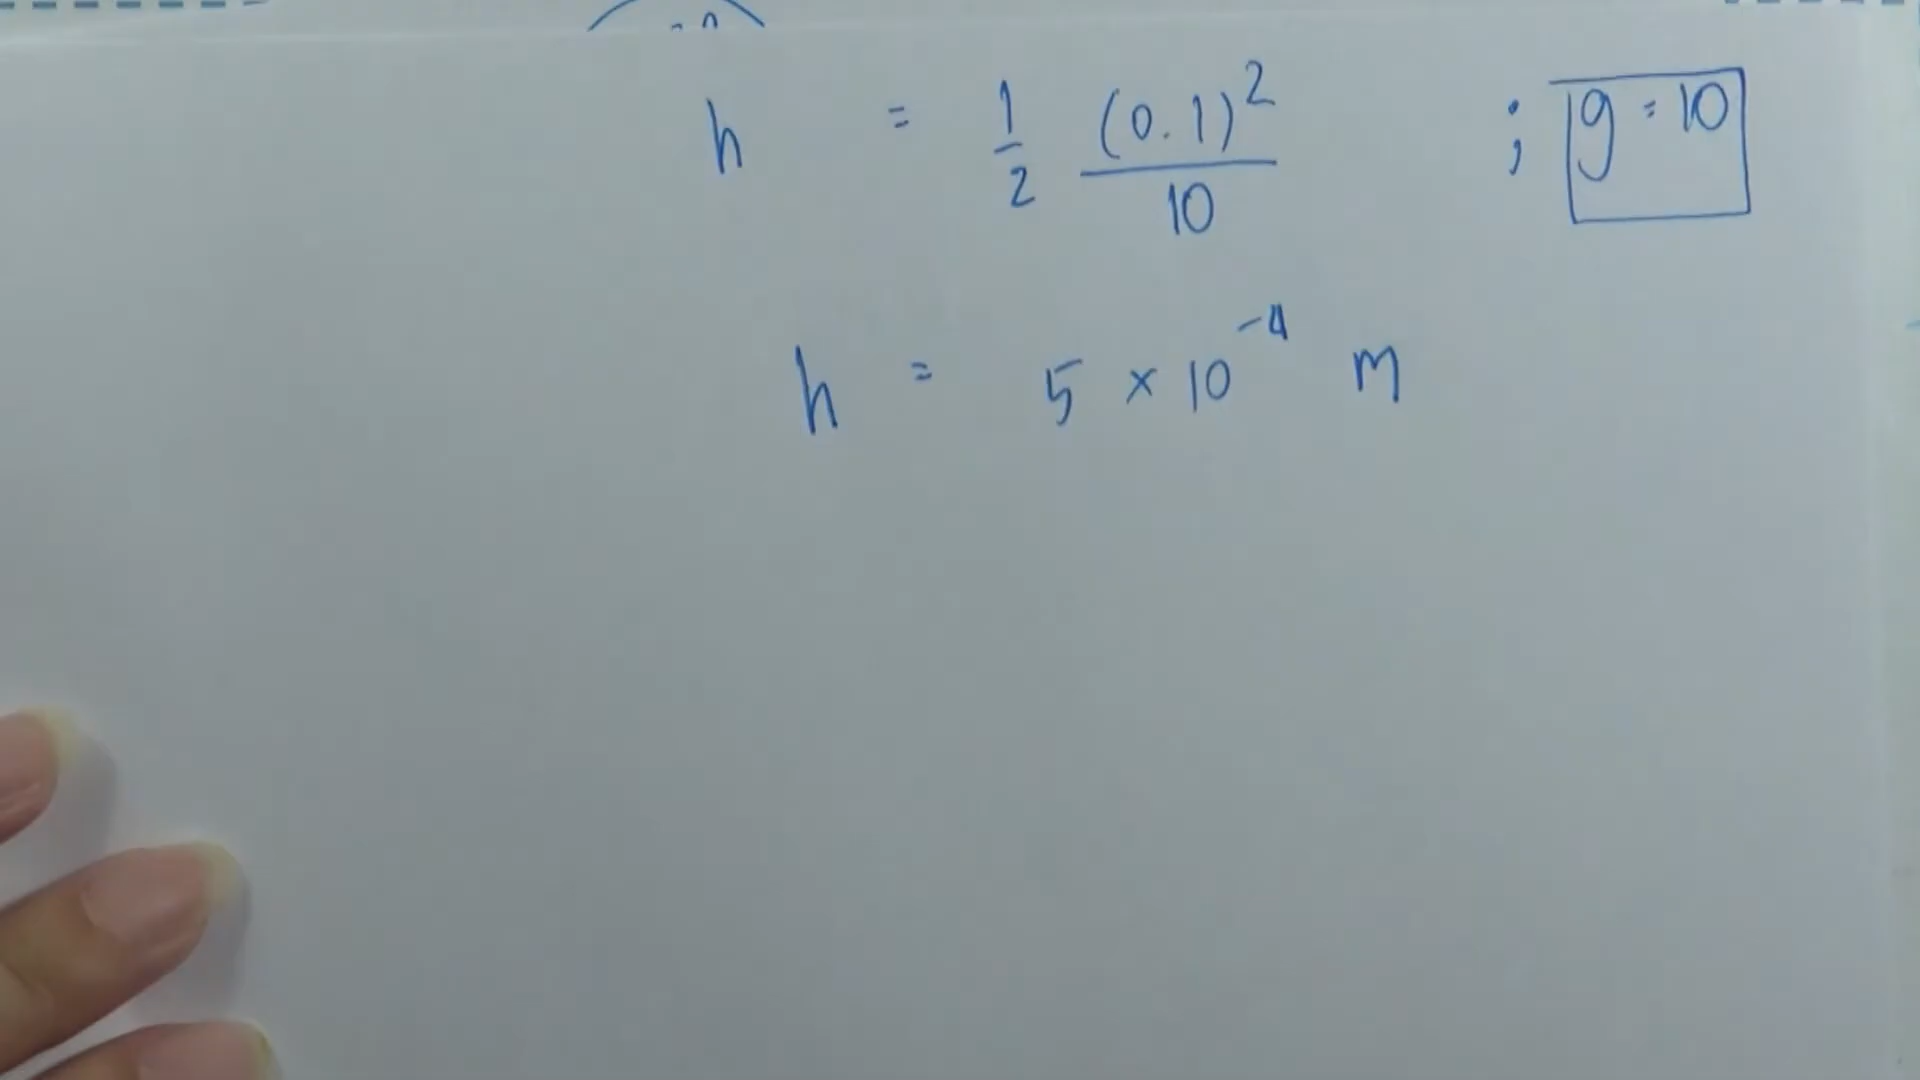 h = 1/2 (0.1)²/10 ; g = 10
h = 5 × 10⁻⁴ m